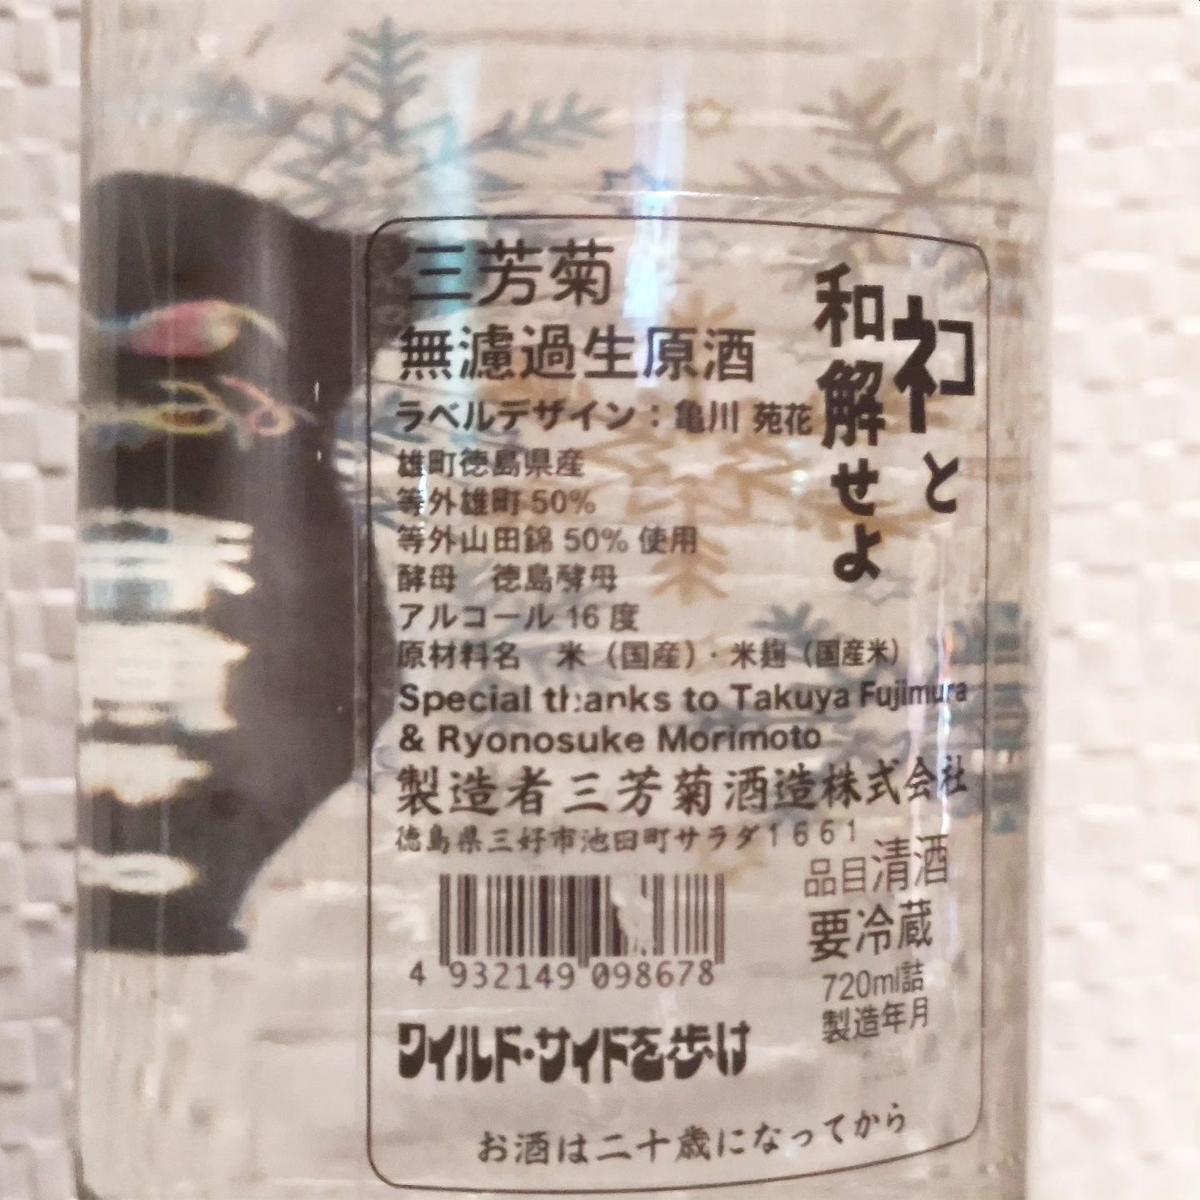 三芳菊
無濾過生原酒
ラベルデザイン：亀川 苑花
雄町徳島県産
等外雄町 50%
等外山田錦 50% 使用
酵母　徳島酵母
アルコール 16 度
原材料名　米（国産）・米麹（国産米）
Special thanks to Takuya Fujimura
& Ryonosuke Morimoto
製造者 三芳菊酒造株式会社
徳島県三好市池田町サラダ1661
ネコと
和解せよ
品目清酒
要冷蔵
720ml詰
製造年月
4 932149 098678
ワイルド・サイドを歩け
お酒は二十歳になってから